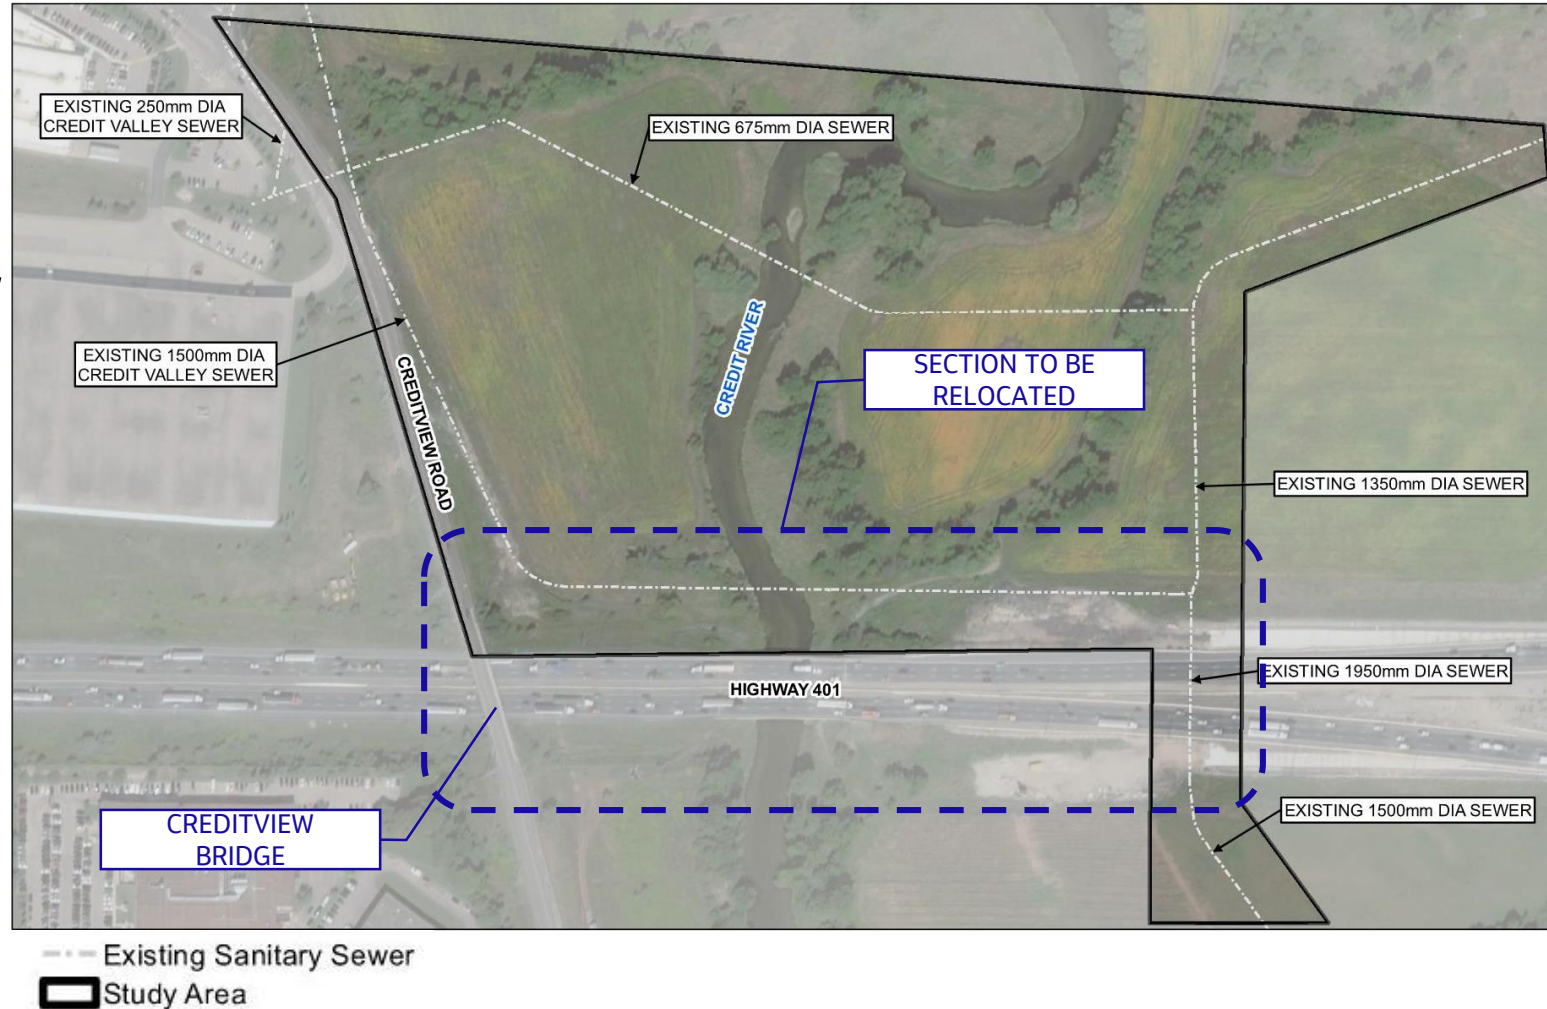 EXISTING 250mm DIA
CREDIT VALLEY SEWER
EXISTING 675mm DIA SEWER
EXISTING 1500mm DIA
CREDIT VALLEY SEWER
CREDITVIEW ROAD
CREDIT RIVER
SECTION TO BE
RELOCATED
EXISTING 1350mm DIA SEWER
EXISTING 1950mm DIA SEWER
HIGHWAY 401
EXISTING 1500mm DIA SEWER
CREDITVIEW
BRIDGE
Existing Sanitary Sewer
Study Area